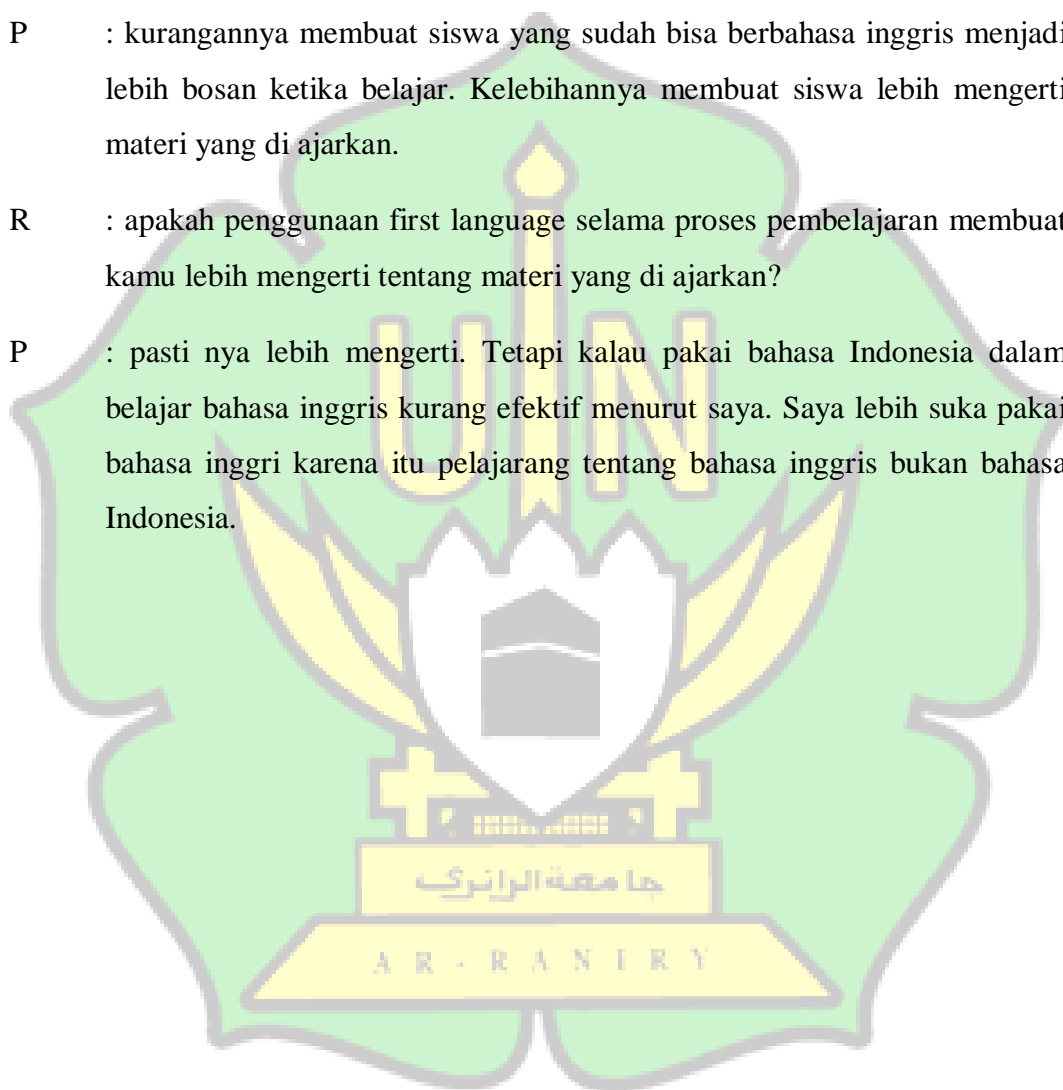 P : kurangannya membuat siswa yang sudah bisa berbahasa inggris menjadi
lebih bosan ketika belajar. Kelebihannya membuat siswa lebih mengerti
materi yang di ajarkan.
R : apakah penggunaan first language selama proses pembelajaran membuat
kamu lebih mengerti tentang materi yang di ajarkan?
P : pasti nya lebih mengerti. Tetapi kalau pakai bahasa Indonesia dalam
belajar bahasa inggris kurang efektif menurut saya. Saya lebih suka pakai
bahasa inggri karena itu pelajarang tentang bahasa inggris bukan bahasa
Indonesia.
UIN
جامعة الرانري
AR-RANIRY